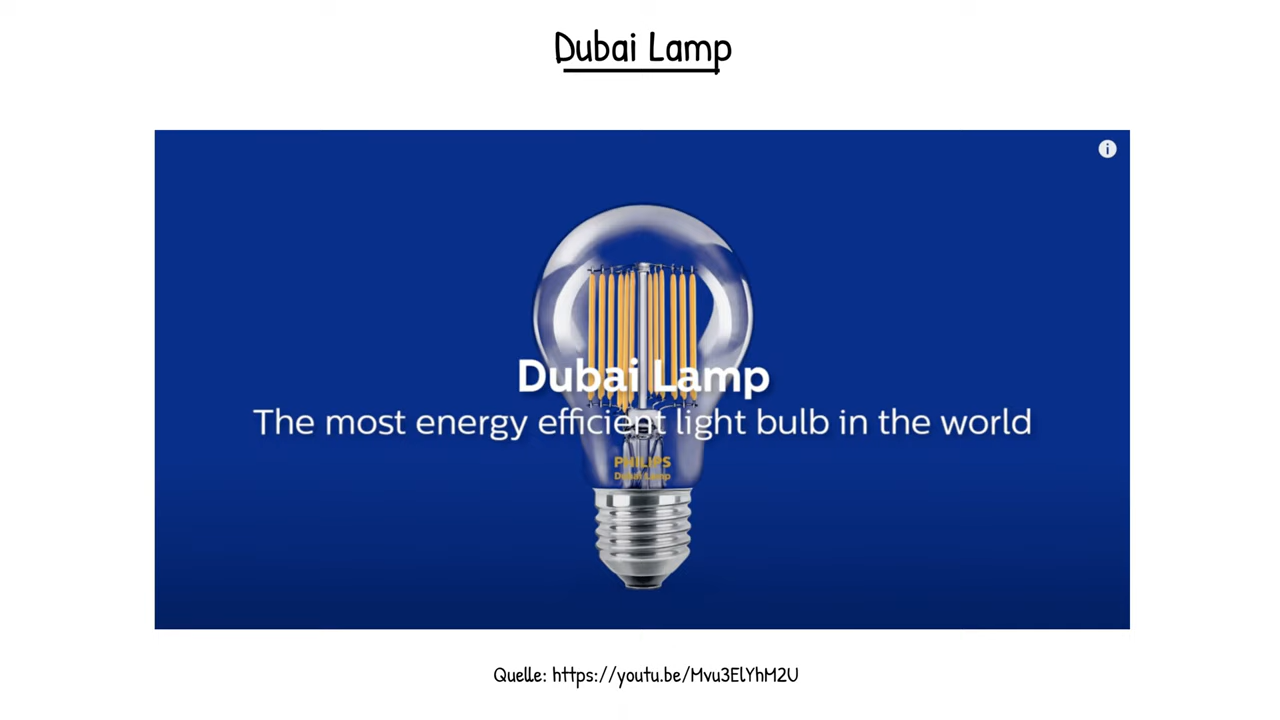 Dubai Lamp
Dubai Lamp
The most energy efficient light bulb in the world
PHILIPS
Dubai Lamp
Quelle: https://youtu.be/Mvu3ElYhM2U